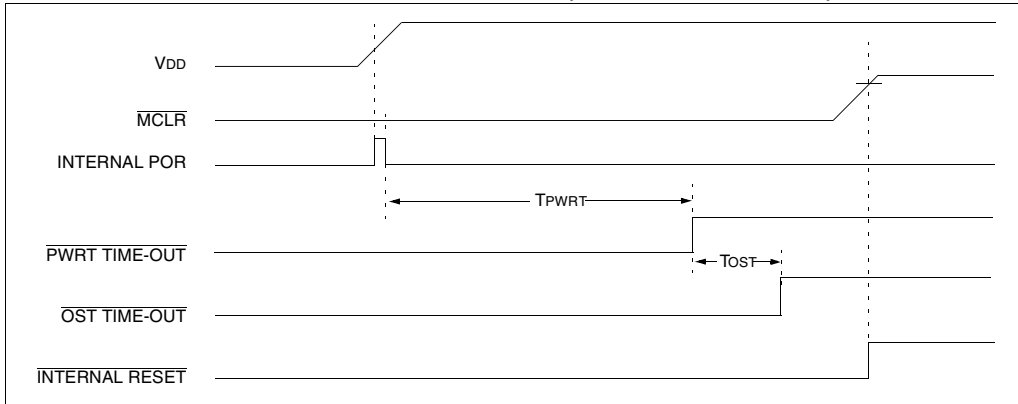 VDD
MCLR
INTERNAL POR
TPWRT
PWRT TIME-OUT
TOST
OST TIME-OUT
INTERNAL RESET